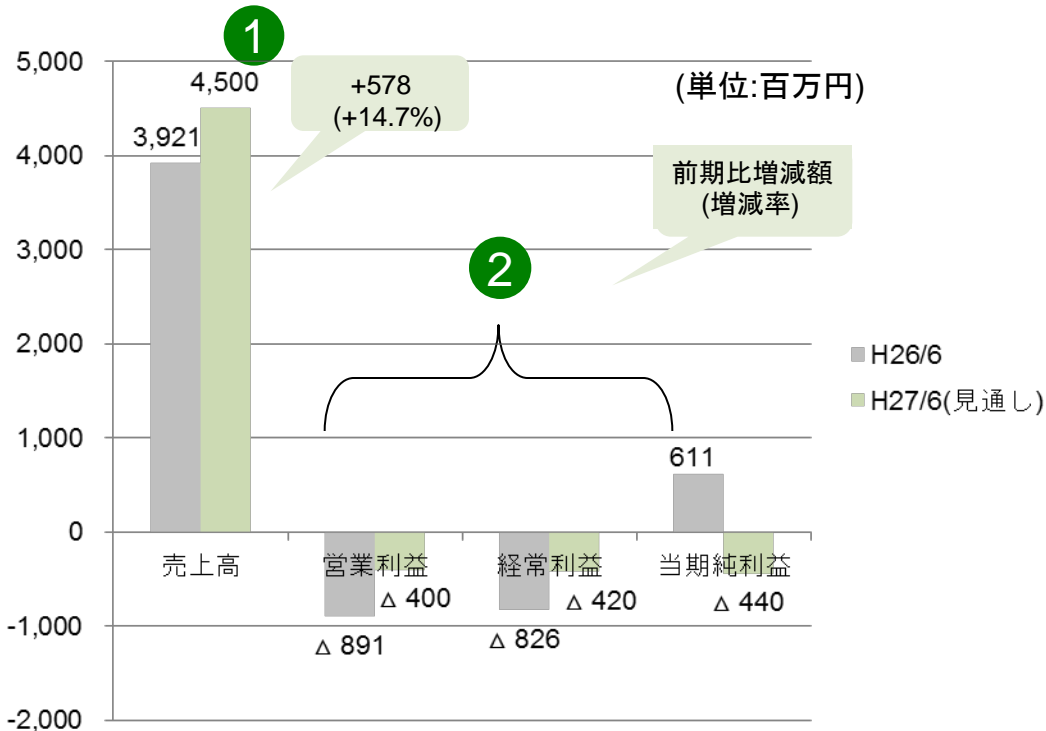 1
5,000
4,000
3,000
2,000
1,000
0
-1,000
-2,000
4,500
3,921
+578
(+14.7%)
(単位:百万円)
前期比増減額
(増減率)
2
H26/6
H27/6(見通し)
611
売上高
営業利益
経常利益
当期純利益
△ 400
△ 420
△ 440
△ 891
△ 826